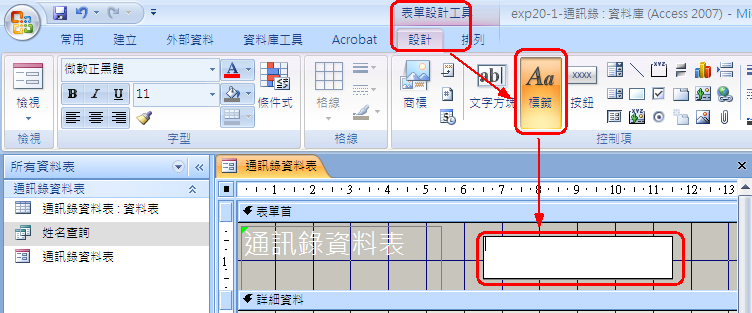 表單設計工具 exp20-1-通訊錄 : 資料庫 (Access 2007) - Mi
常用 建立 外部資料 資料庫工具 Acrobat 設計 排列
檢視
檢視
微軟正黑體
B I U 11
A
條件式
字型
格線
格線
商標
ab|
文字方塊
Aa
標籤
xxxx
按鈕
控制項
所有資料表
通訊錄資料表
通訊錄資料表 : 資料表
姓名查詢
通訊錄資料表
通訊錄資料表
1 2 3 4 5 6 7 8 9 10 11 12 13
表單首
1
通訊錄資料表
詳細資料